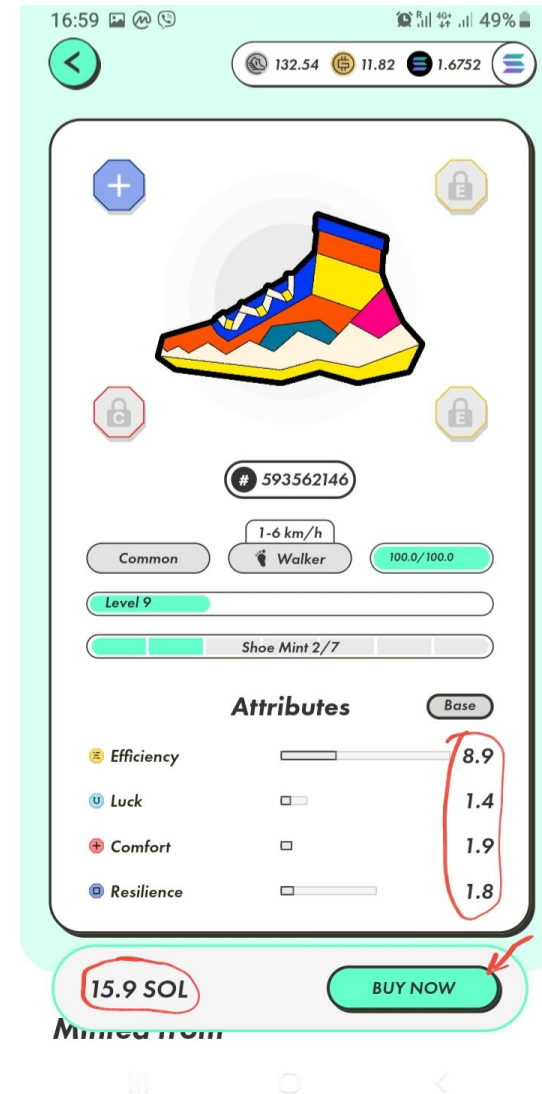 16:59 R 4G+ 49%
132.54 11.82 1.6752
E
C E
# 593562146
1-6 km/h
Common Walker 100.0/100.0
Level 9
Shoe Mint 2/7
Attributes Base
Efficiency 8.9
Luck 1.4
Comfort 1.9
Resilience 1.8
15.9 SOL BUY NOW
Minted from